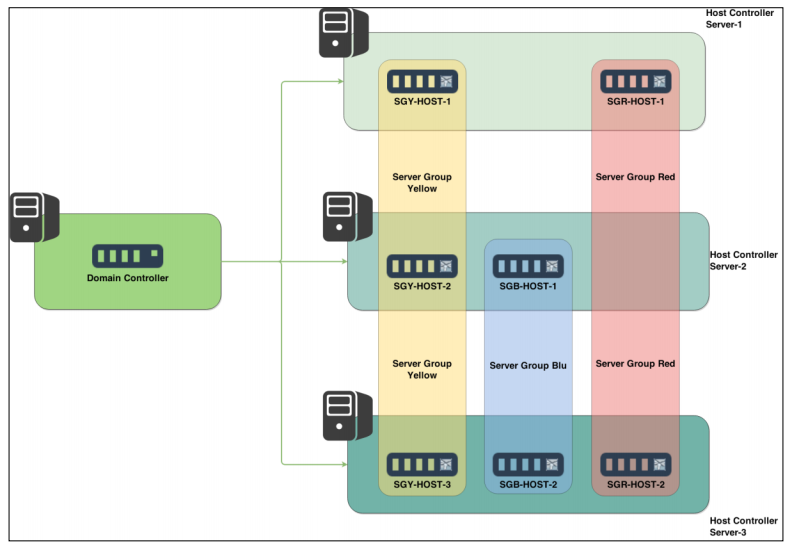 Host Controller
Server-1
SGY-HOST-1
SGR-HOST-1
Server Group
Yellow
Server Group Red
Domain Controller
Host Controller
Server-2
SGY-HOST-2
SGB-HOST-1
Server Group
Yellow
Server Group Blu
Server Group Red
SGY-HOST-3
SGB-HOST-2
SGR-HOST-2
Host Controller
Server-3